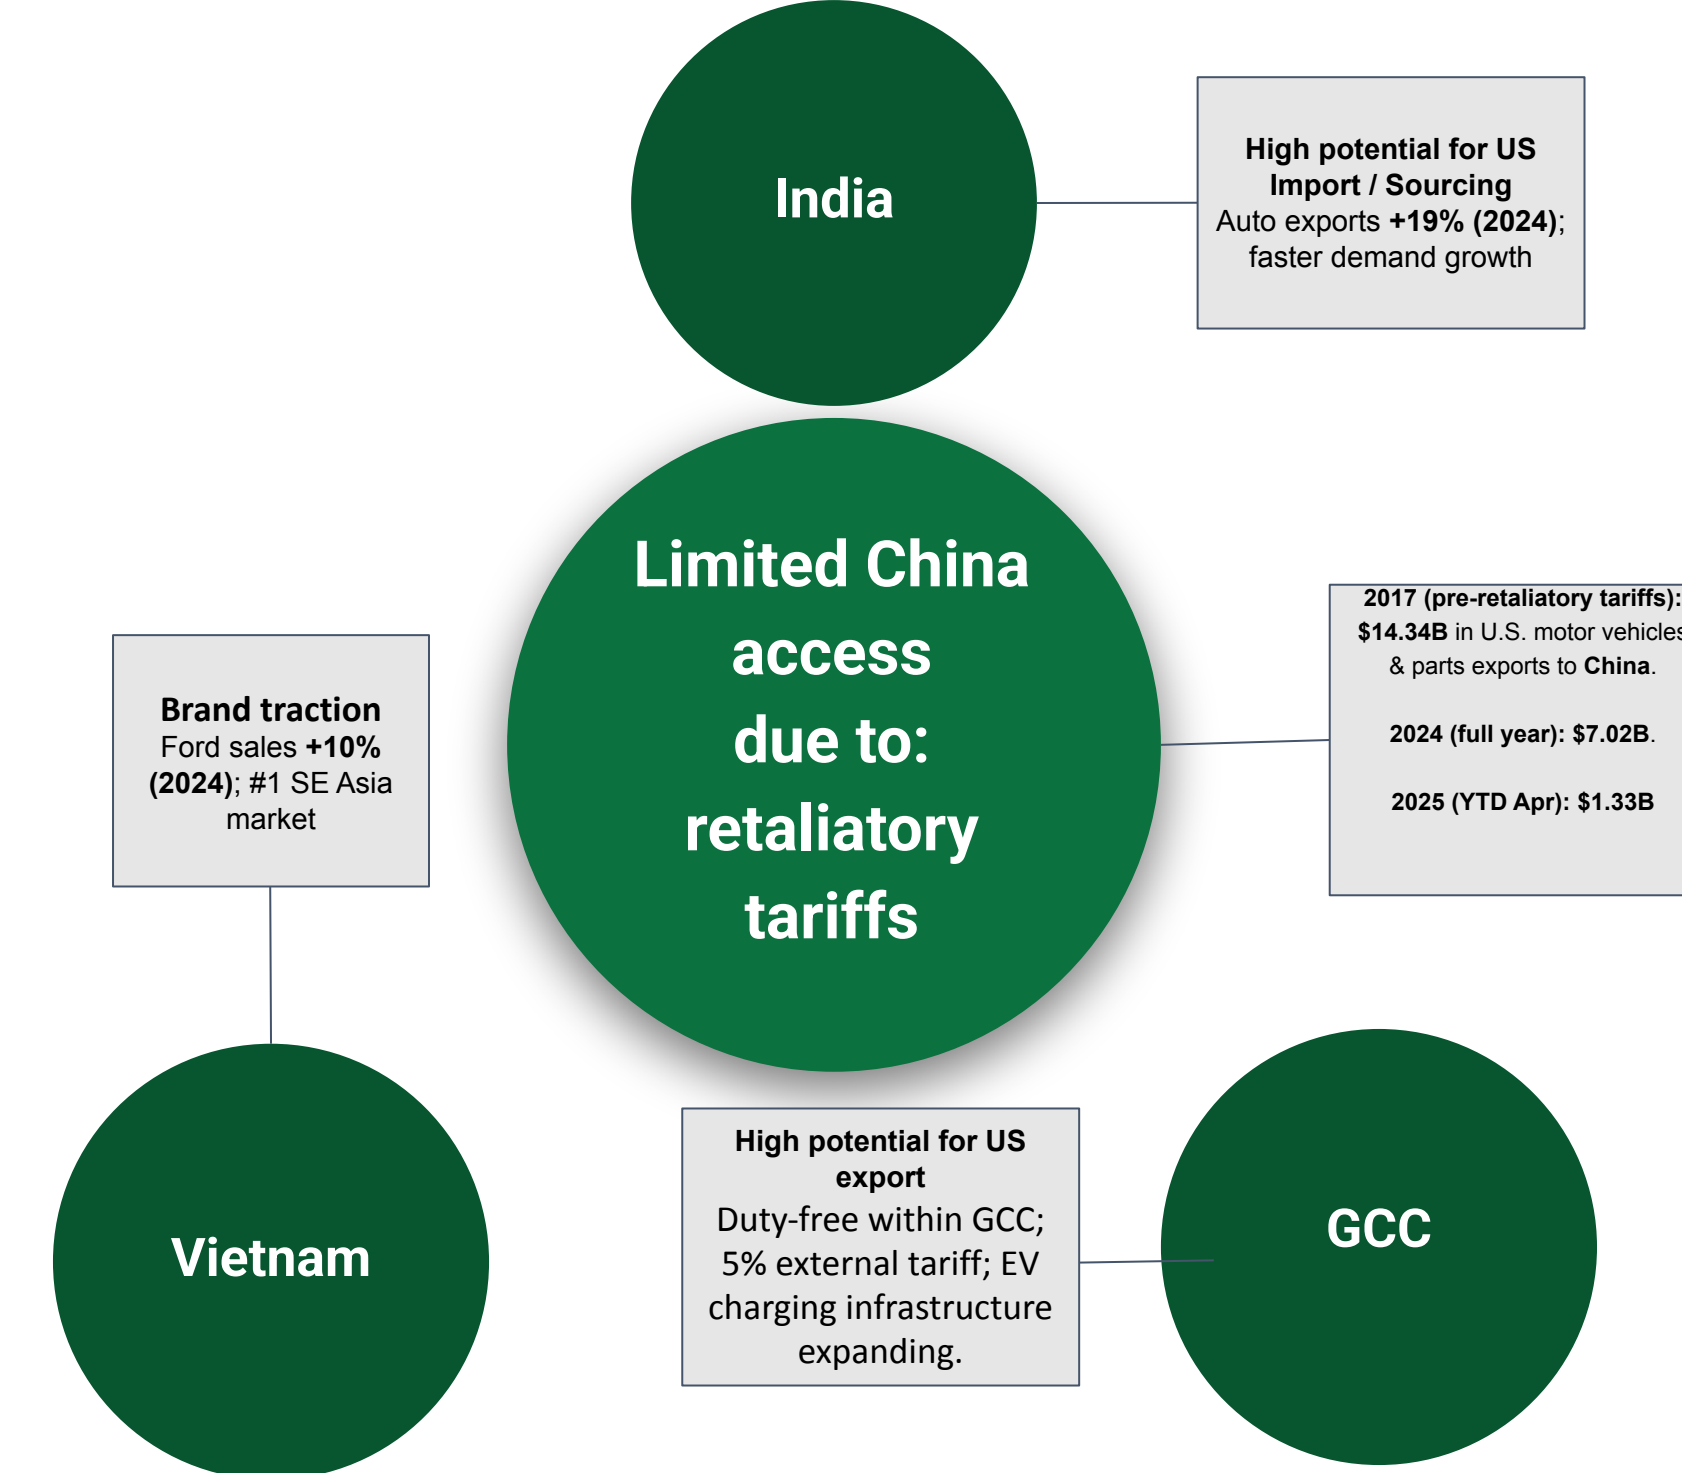 India
High potential for US
Import / Sourcing
Auto exports +19% (2024);
faster demand growth
Limited China
access
due to:
retaliatory
tariffs
2017 (pre-retaliatory tariffs):
$14.34B in U.S. motor vehicles
& parts exports to China.
2024 (full year): $7.02B.
2025 (YTD Apr): $1.33B
Brand traction
Ford sales +10%
(2024); #1 SE Asia
market
Vietnam
High potential for US
export
Duty-free within GCC;
5% external tariff; EV
charging infrastructure
expanding.
GCC